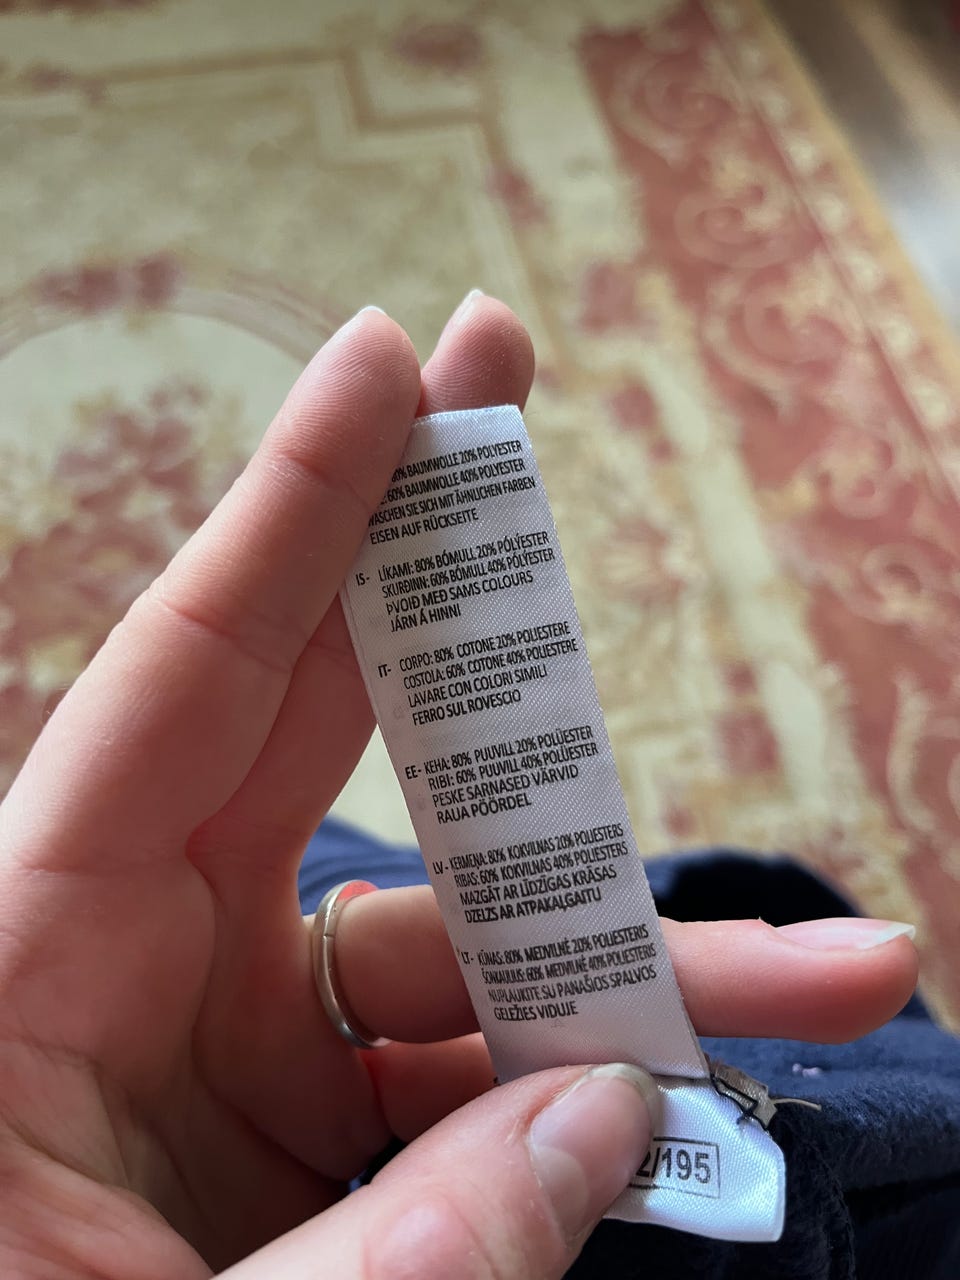 80% BAUMWOLLE 20% POLYESTER
: 60% BAUMWOLLE 40% POLYESTER
WASCHEN SIE SICH MIT ÄHNLICHEN FARBEN
EISEN AUF RÜCKSEITE
IS- LÍKAMI: 80% BÓMULL 20% PÓLÝESTER
SKURÐINN: 60% BÓMULL 40% PÓLÝESTER
ÞVOIÐ MEÐ SAMS COLOURS
JÁRN Á HINNI
IT- CORPO: 80% COTONE 20% POLIESTERE
COSTOLA: 60% COTONE 40% POLIESTERE
LAVARE CON COLORI SIMILI
FERRO SUL ROVESCIO
EE- KEHA: 80% PUUVILL 20% POLÜESTER
RIBI: 60% PUUVILL 40% POLÜESTER
PESKE SARNASED VÄRVID
RAUA PÖÖRDEL
LV- ĶERMEŅA: 80% KOKVILNAS 20% POLIESTERS
RIBAS: 60% KOKVILNAS 40% POLIESTERS
MAZGĀT AR LĪDZĪGAS KRĀSAS
DZELZS AR ATPAKAĻGAITU
LT- KŪNAS: 80% MEDVILNĖ 20% POLIESTERIS
ŠONKAULIS: 60% MEDVILNĖ 40% POLIESTERIS
NUPLAUKITE SU PANAŠIOS SPALVOS
GELEŽIES VIDUJE
2/195